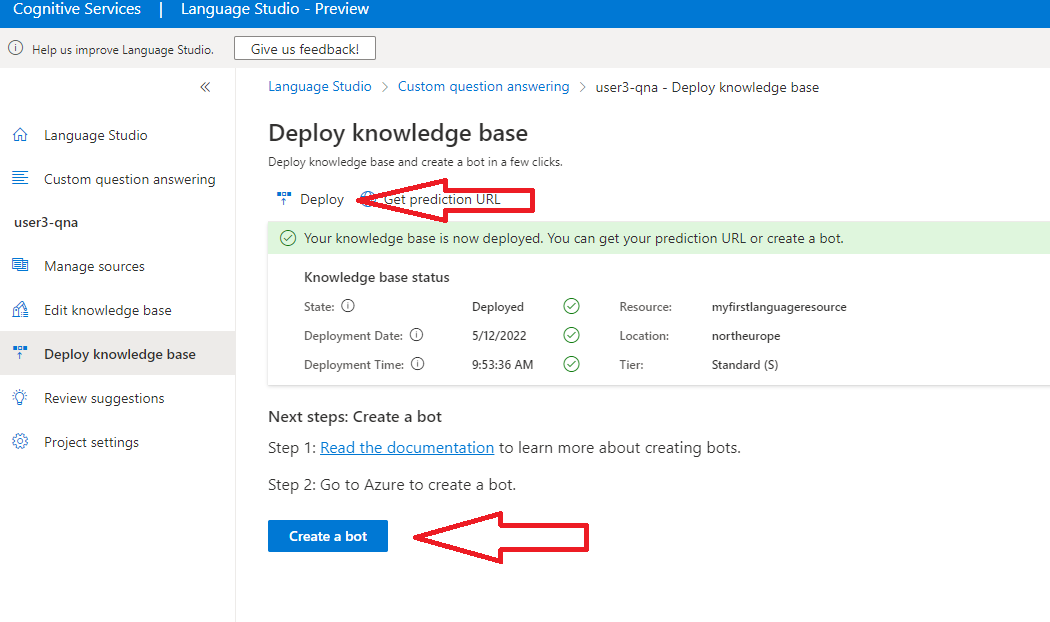 Cognitive Services | Language Studio - Preview
Help us improve Language Studio. Give us feedback!
Language Studio > Custom question answering > user3-qna - Deploy knowledge base
Language Studio
Custom question answering
user3-qna
Manage sources
Edit knowledge base
Deploy knowledge base
Review suggestions
Project settings
Deploy knowledge base
Deploy knowledge base and create a bot in a few clicks.
Deploy Get prediction URL
Your knowledge base is now deployed. You can get your prediction URL or create a bot.
Knowledge base status
State: Deployed Resource: myfirstlanguageresource
Deployment Date: 5/12/2022 Location: northeurope
Deployment Time: 9:53:36 AM Tier: Standard (S)
Next steps: Create a bot
Step 1: Read the documentation to learn more about creating bots.
Step 2: Go to Azure to create a bot.
Create a bot